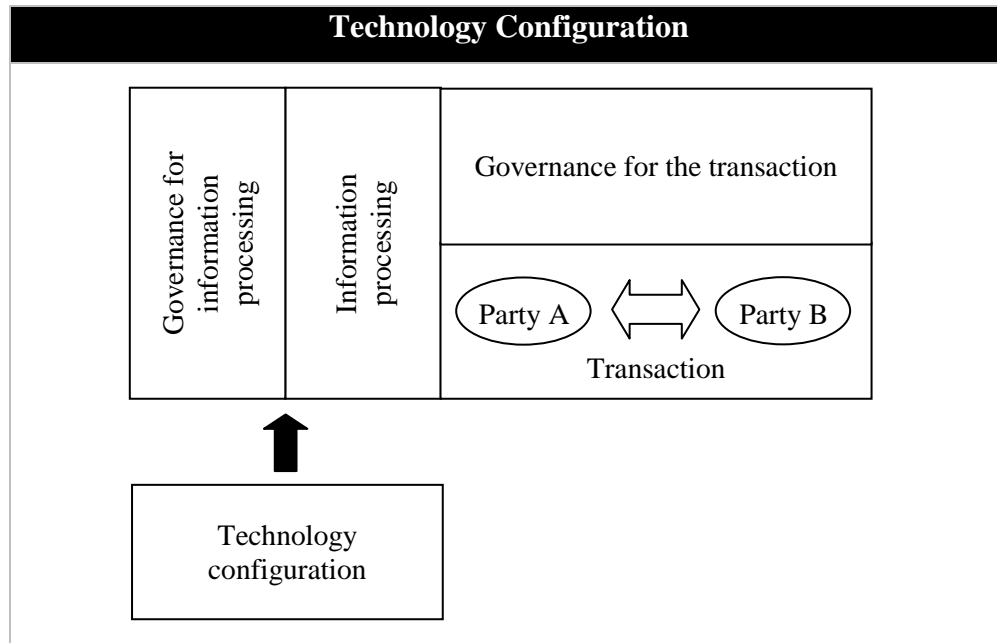 Technology Configuration
Governance for
information
processing
Information
processing
Governance for the transaction
Party A
Party B
Transaction
Technology
configuration